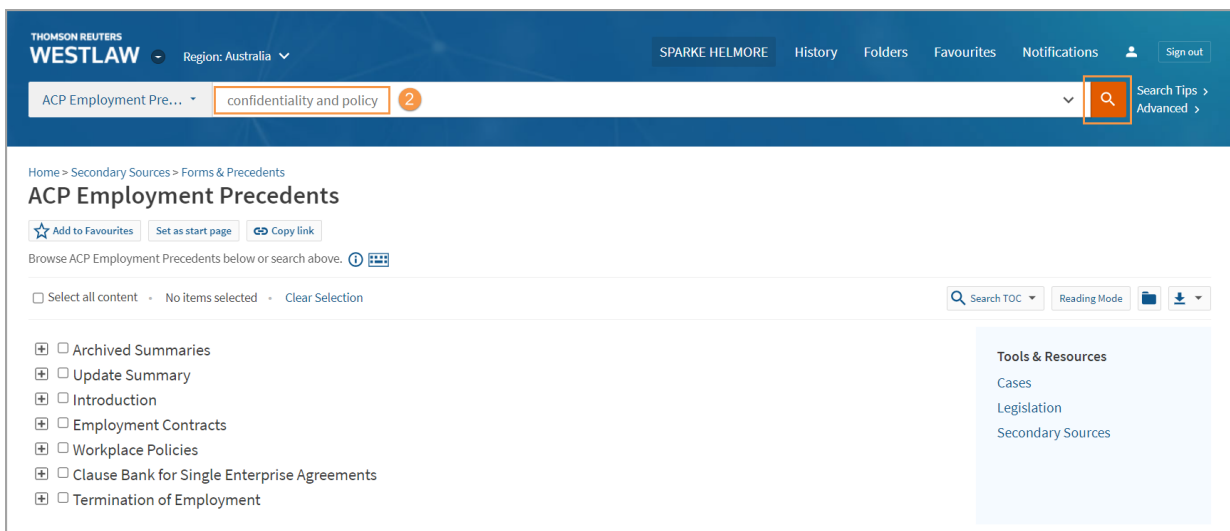 THOMSON REUTERS
WESTLAW Region: Australia SPARKE HELMORE History Folders Favourites Notifications Sign out
ACP Employment Pre... confidentiality and policy 2 Search Tips >
Advanced >
Home > Secondary Sources > Forms & Precedents
ACP Employment Precedents
Add to Favourites Set as start page Copy link
Browse ACP Employment Precedents below or search above.
Select all content • No items selected • Clear Selection Search TOC Reading Mode
Archived Summaries
Update Summary
Introduction
Employment Contracts
Workplace Policies
Clause Bank for Single Enterprise Agreements
Termination of Employment
Tools & Resources
Cases
Legislation
Secondary Sources